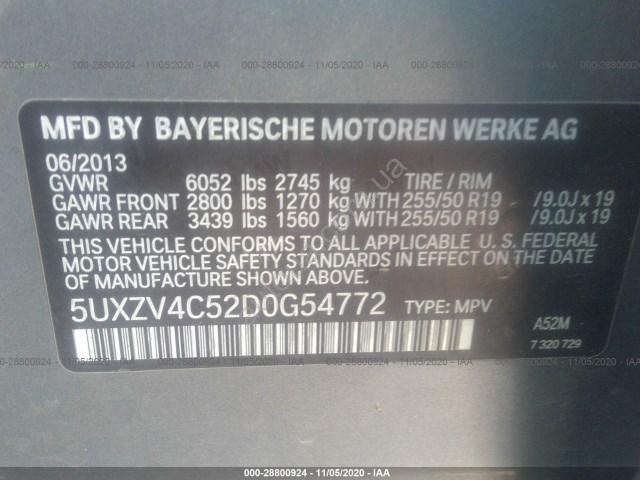 000-28800924 - 11/05/2020 - IAA
MFD BY BAYERISCHE MOTOREN WERKE AG
06/2013
GVWR 6052 lbs 2745 kg TIRE / RIM
GAWR FRONT 2800 lbs 1270 kg WITH 255/50 R19 /9.0J x 19
GAWR REAR 3439 lbs 1560 kg WITH 255/50 R19 /9.0J x 19
THIS VEHICLE CONFORMS TO ALL APPLICABLE U. S. FEDERAL
MOTOR VEHICLE SAFETY STANDARDS IN EFFECT ON THE DATE
OF MANUFACTURE SHOWN ABOVE.
5UXZV4C52D0G54772 TYPE: MPV
A52M
7 320 729
000-28800924 - 11/05/2020 - IAA